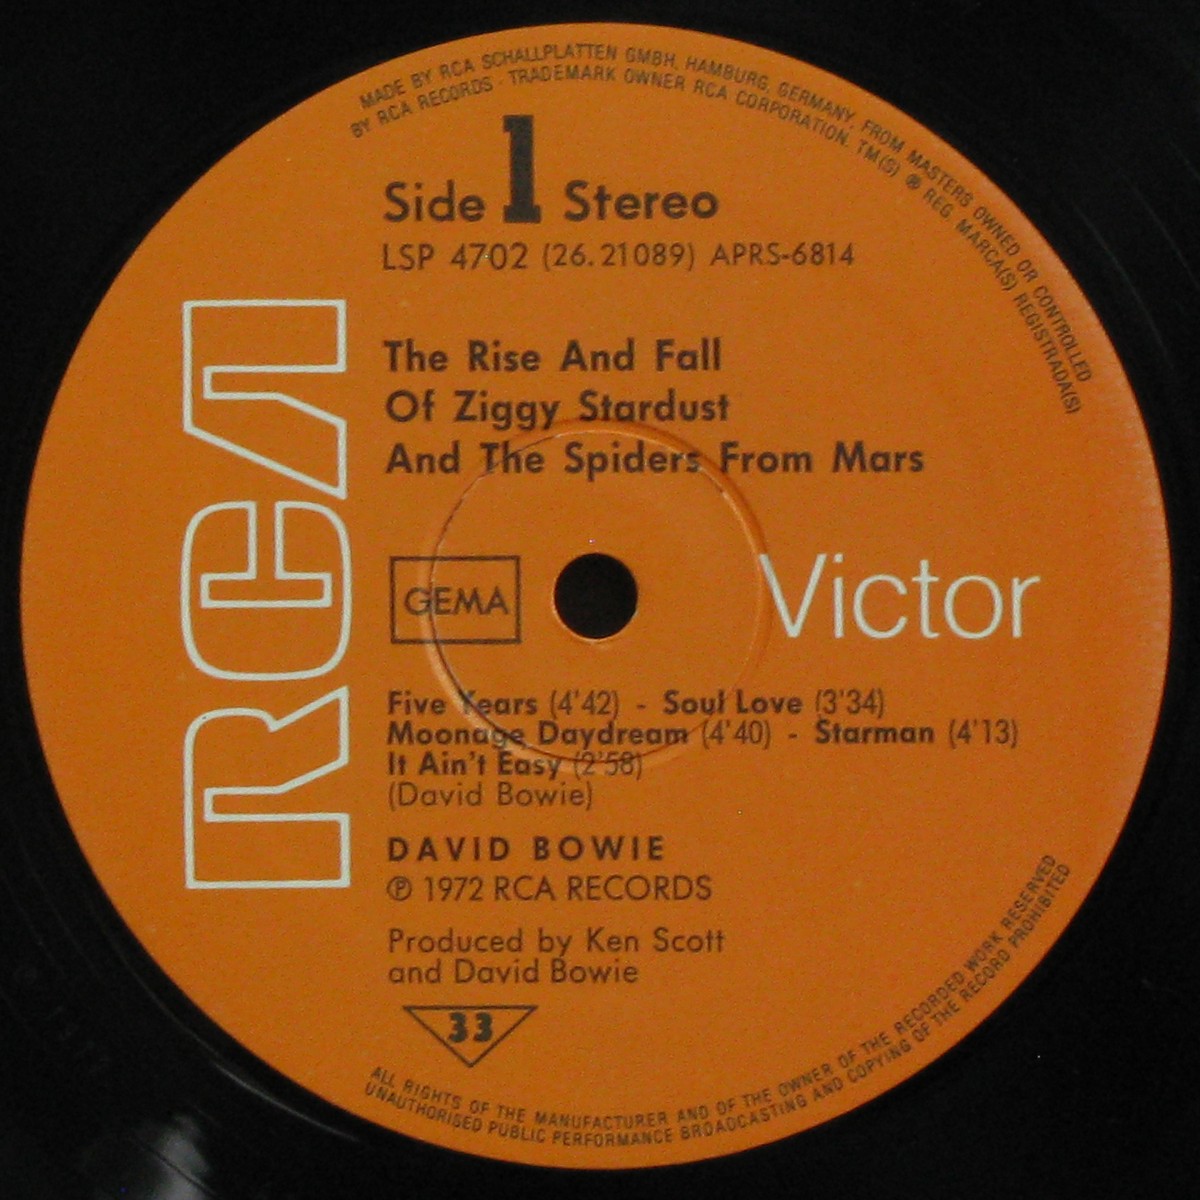 MADE BY RCA SCHALLPLATTEN GMBH, HAMBURG, GERMANY, FROM MASTERS OWNED OR CONTROLLED
BY RCA RECORDS · TRADEMARK OWNER RCA CORPORATION. TM(S) ® REG. MARCA(S) REGISTRADA(S)
Side 1 Stereo
LSP 4702 (26.21089) APRS-6814
RCA
The Rise And Fall
Of Ziggy Stardust
And The Spiders From Mars
GEMA
Victor
Five Years (4'42) - Soul Love (3'34)
Moonage Daydream (4'40) - Starman (4'13)
It Ain't Easy (2'58)
(David Bowie)
DAVID BOWIE
℗ 1972 RCA RECORDS
Produced by Ken Scott
and David Bowie
33
ALL RIGHTS OF THE MANUFACTURER AND OF THE OWNER OF THE RECORDED WORK RESERVED
UNAUTHORISED PUBLIC PERFORMANCE BROADCASTING AND COPYING OF THE RECORD PROHIBITED